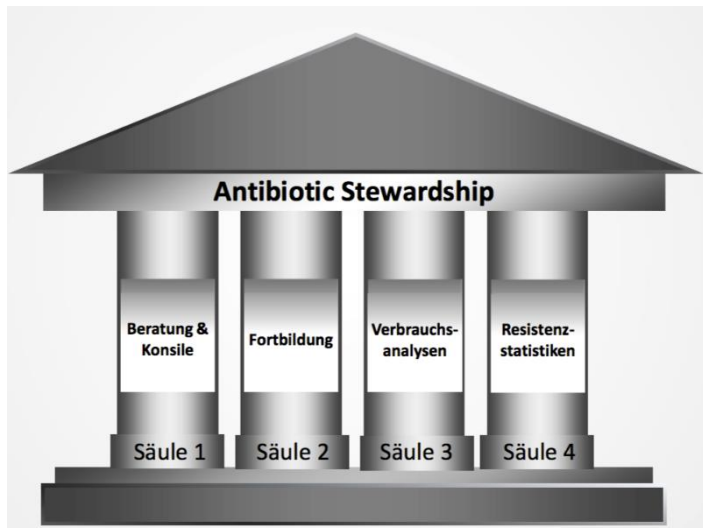 Antibiotic Stewardship
Beratung &
Konsile
Fortbildung
Verbrauchs-
analysen
Resistenz-
statistiken
Säule 1
Säule 2
Säule 3
Säule 4